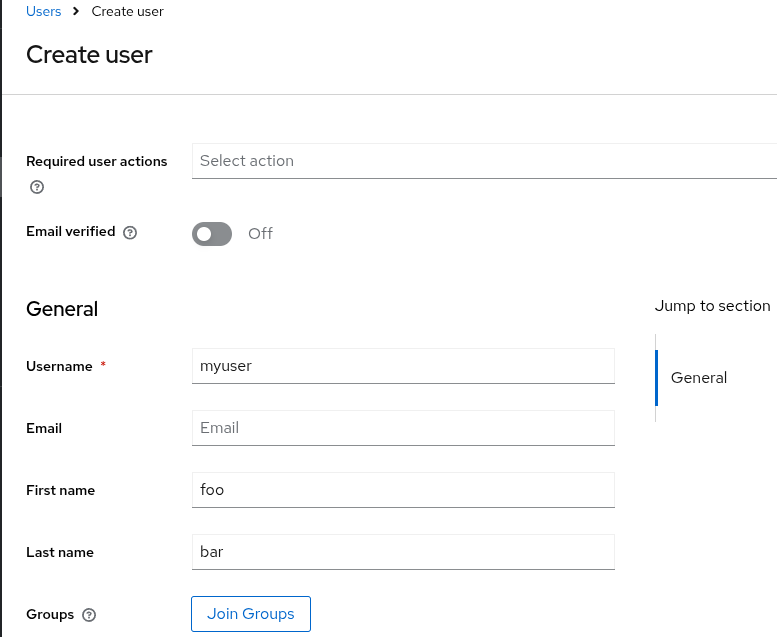 Users > Create user
Create user
Required user actions
Select action
Email verified
Off
General
Jump to section
General
Username *
myuser
Email
Email
First name
foo
Last name
bar
Groups
Join Groups